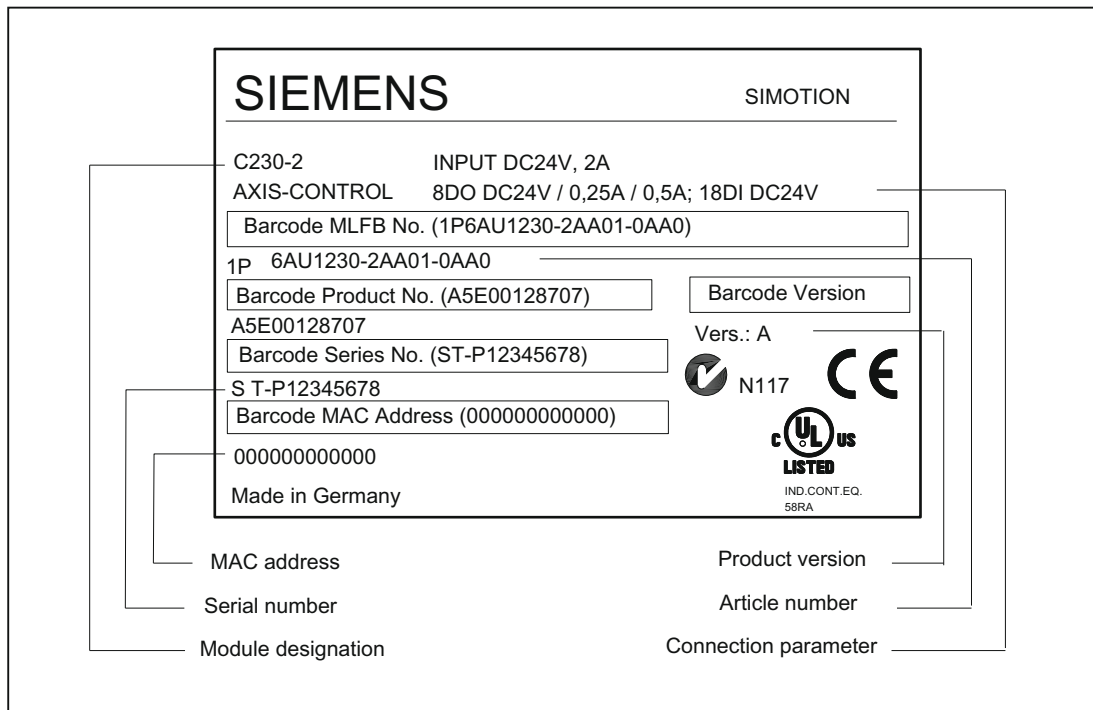 SIEMENS
SIMOTION
C230-2 INPUT DC24V, 2A
AXIS-CONTROL 8DO DC24V / 0,25A / 0,5A; 18DI DC24V
Barcode MLFB No. (1P6AU1230-2AA01-0AA0)
1P 6AU1230-2AA01-0AA0
Barcode Product No. (A5E00128707)
Barcode Version
A5E00128707
Vers.: A
Barcode Series No. (ST-P12345678)
N117
CE
S T-P12345678
Barcode MAC Address (000000000000)
C UL US
LISTED
000000000000
Made in Germany
IND.CONT.EQ.
58RA
MAC address
Product version
Serial number
Article number
Module designation
Connection parameter